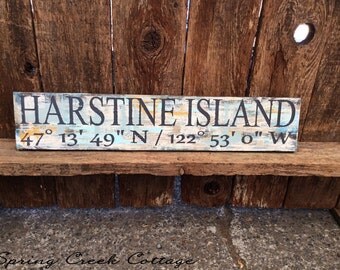 HARSTINE ISLAND
47° 13' 49" N / 122° 53' 0" W
Spring Creek Cottage